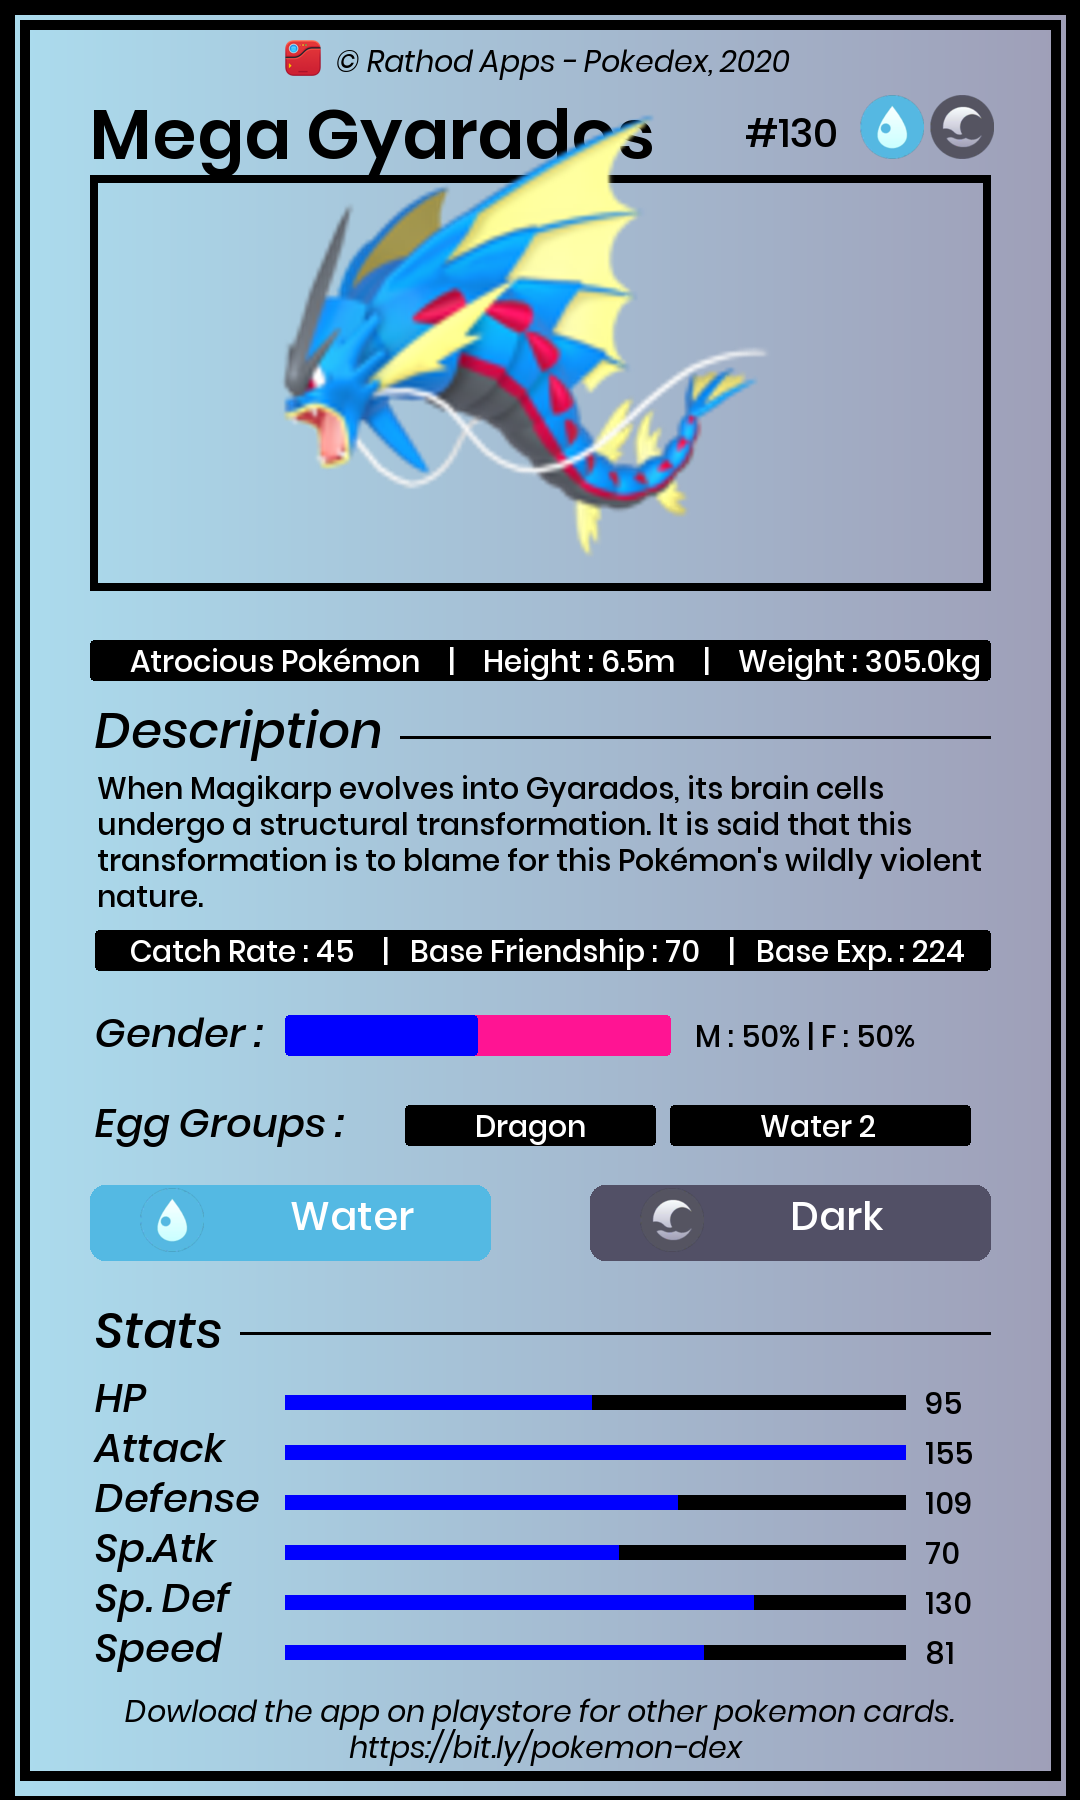 © Rathod Apps - Pokedex, 2020
Mega Gyarados #130
Atrocious Pokémon | Height : 6.5m | Weight : 305.0kg
Description
When Magikarp evolves into Gyarados, its brain cells
undergo a structural transformation. It is said that this
transformation is to blame for this Pokémon's wildly violent
nature.
Catch Rate : 45 | Base Friendship : 70 | Base Exp. : 224
Gender : M : 50% | F : 50%
Egg Groups : Dragon Water 2
Water Dark
Stats
HP 95
Attack 155
Defense 109
Sp.Atk 70
Sp. Def 130
Speed 81
Dowload the app on playstore for other pokemon cards.
https://bit.ly/pokemon-dex